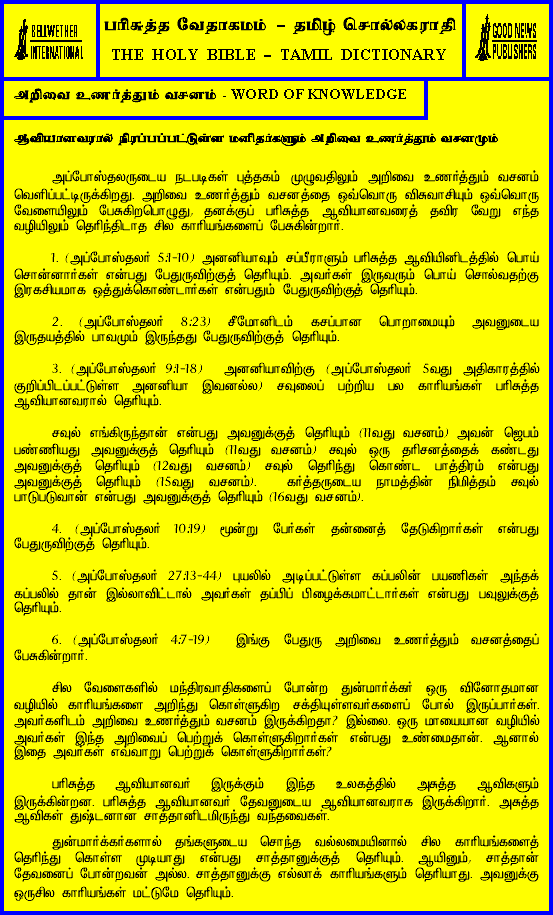 BELLWETHER
INTERNATIONAL
பரிசுத்த வேதாகமம் – தமிழ் சொல்லகராதி
THE HOLY BIBLE – TAMIL DICTIONARY
GOOD NEWS
PUBLISHERS
அறிவை உணர்த்தும் வசனம் - WORD OF KNOWLEDGE
ஆவியானவரால் நிரப்பப்பட்டுள்ள மனிதர்களும் அறிவை உணர்த்தும் வசனமும்
அப்போஸ்தலருடைய நடபடிகள் புத்தகம் முழுவதிலும் அறிவை உணர்த்தும் வசனம்
வெளிப்பட்டிருக்கிறது. அறிவை உணர்த்தும் வசனத்தை ஒவ்வொரு விசுவாசியும் ஒவ்வொரு
வேளையிலும் பேசுகிறபொழுது, தனக்குப் பரிசுத்த ஆவியானவரைத் தவிர வேறு எந்த
வழியிலும் தெரிந்திடாத சில காரியங்களைப் பேசுகின்றார்.
1. (அப்போஸ்தலர் 5:1-10) அனனியாவும் சப்பீராளும் பரிசுத்த ஆவியினிடத்தில் பொய்
சொன்னார்கள் என்பது பேதுருவிற்குத் தெரியும். அவர்கள் இருவரும் பொய் சொல்வதற்கு
இரகசியமாக ஒத்துக்கொண்டார்கள் என்பதும் பேதுருவிற்குத் தெரியும்.
2. (அப்போஸ்தலர் 8:23) சீமோனிடம் கசப்பான பொறாமையும் அவனுடைய
இருதயத்தில் பாவமும் இருந்தது பேதுருவிற்குத் தெரியும்.
3. (அப்போஸ்தலர் 9:1-18) அனனியாவிற்கு (அப்போஸ்தலர் 5வது அதிகாரத்தில்
குறிப்பிடப்பட்டுள்ள அனனியா இவனல்ல) சவுலைப் பற்றிய பல காரியங்கள் பரிசுத்த
ஆவியானவரால் தெரியும்.
சவுல் எங்கிருந்தான் என்பது அவனுக்குத் தெரியும் (11வது வசனம்) அவன் ஜெபம்
பண்ணியது அவனுக்குத் தெரியும் (11வது வசனம்) சவுல் ஒரு தரிசனத்தைக் கண்டது
அவனுக்குத் தெரியும் (12வது வசனம்) சவுல் தெரிந்து கொண்ட பாத்திரம் என்பது
அவனுக்குத் தெரியும் (15வது வசனம்). கர்த்தருடைய நாமத்தின் நிமித்தம் சவுல்
பாடுபடுவான் என்பது அவனுக்குத் தெரியும் (16வது வசனம்).
4. (அப்போஸ்தலர் 10:19) மூன்று பேர்கள் தன்னைத் தேடுகிறார்கள் என்பது
பேதுருவிற்குத் தெரியும்.
5. (அப்போஸ்தலர் 27:13-44) புயலில் அடிப்பட்டுள்ள கப்பலின் பயணிகள் அந்தக்
கப்பலில் தான் இல்லாவிட்டால் அவர்கள் தப்பிப் பிழைக்கமாட்டார்கள் என்பது பவுலுக்குத்
தெரியும்.
6. (அப்போஸ்தலர் 4:7-19) இங்கு பேதுரு அறிவை உணர்த்தும் வசனத்தைப்
பேசுகின்றார்.
சில வேளைகளில் மந்திரவாதிகளைப் போன்ற துன்மார்க்கர் ஒரு வினோதமான
வழியில் காரியங்களை அறிந்து கொள்ளுகிற சக்தியுள்ளவர்களைப் போல் இருப்பார்கள்.
அவர்களிடம் அறிவை உணர்த்தும் வசனம் இருக்கிறதா? இல்லை. ஒரு மாயையான வழியில்
அவர்கள் இந்த அறிவைப் பெற்றுக் கொள்ளுகிறார்கள் என்பது உண்மைதான். ஆனால்
இதை அவர்கள் எவ்வாறு பெற்றுக் கொள்ளுகிறார்கள்?
பரிசுத்த ஆவியானவர் இருக்கும் இந்த உலகத்தில் அசுத்த ஆவிகளும்
இருக்கின்றன. பரிசுத்த ஆவியானவர் தேவனுடைய ஆவியானவராக இருக்கிறார். அசுத்த
ஆவிகள் துஷ்டனான சாத்தானிடமிருந்து வந்தவைகள்.
துன்மார்க்கர்களால் தங்களுடைய சொந்த வல்லமையினால் சில காரியங்களைத்
தெரிந்து கொள்ள முடியாது என்பது சாத்தானுக்குத் தெரியும். ஆயினும், சாத்தான்
தேவனைப் போன்றவன் அல்ல. சாத்தானுக்கு எல்லாக் காரியங்களும் தெரியாது. அவனுக்கு
ஒருசில காரியங்கள் மட்டுமே தெரியும்.